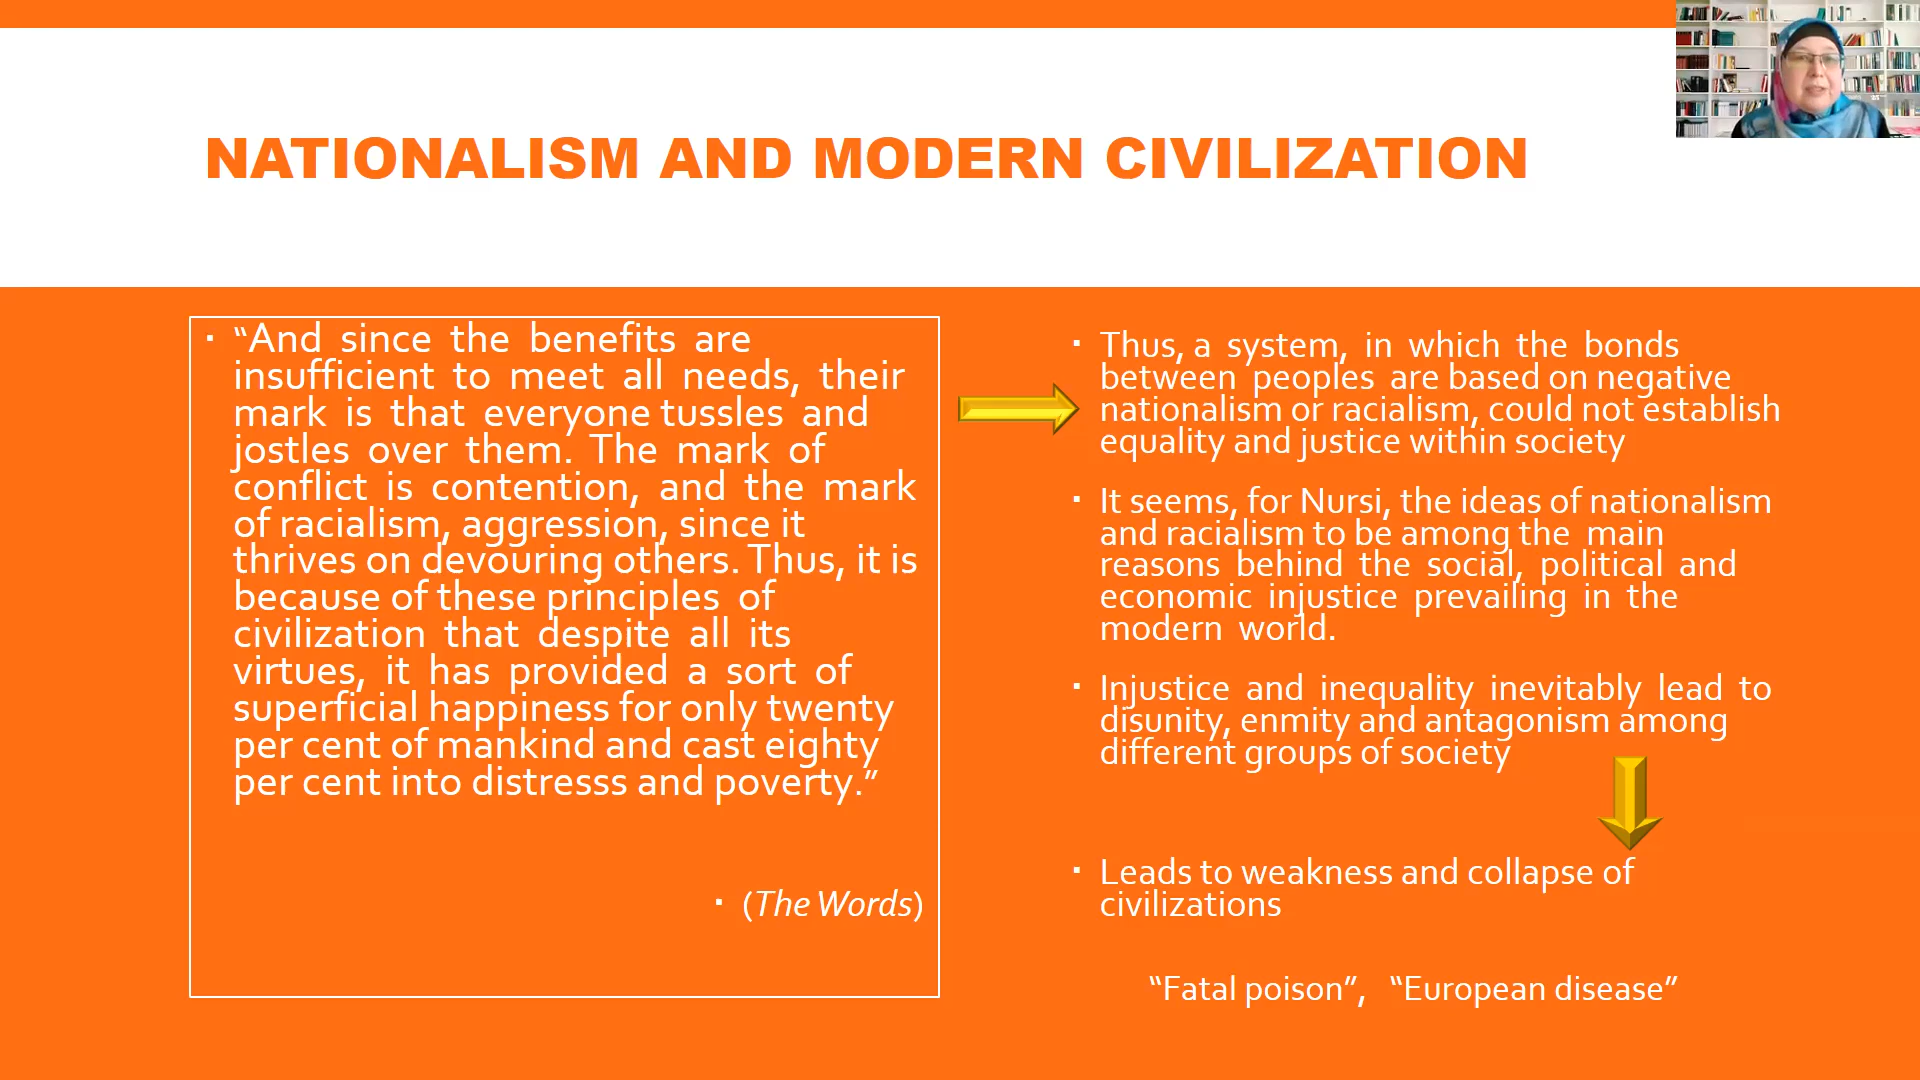 NATIONALISM AND MODERN CIVILIZATION
“And since the benefits are
insufficient to meet all needs, their
mark is that everyone tussles and
jostles over them. The mark of
conflict is contention, and the mark
of racialism, aggression, since it
thrives on devouring others. Thus, it is
because of these principles of
civilization that despite all its
virtues, it has provided a sort of
superficial happiness for only twenty
per cent of mankind and cast eighty
per cent into distresss and poverty.”
(The Words)
Thus, a system, in which the bonds
between peoples are based on negative
nationalism or racialism, could not establish
equality and justice within society
It seems, for Nursi, the ideas of nationalism
and racialism to be among the main
reasons behind the social, political and
economic injustice prevailing in the
modern world.
Injustice and inequality inevitably lead to
disunity, enmity and antagonism among
different groups of society
Leads to weakness and collapse of
civilizations
“Fatal poison”, “European disease”